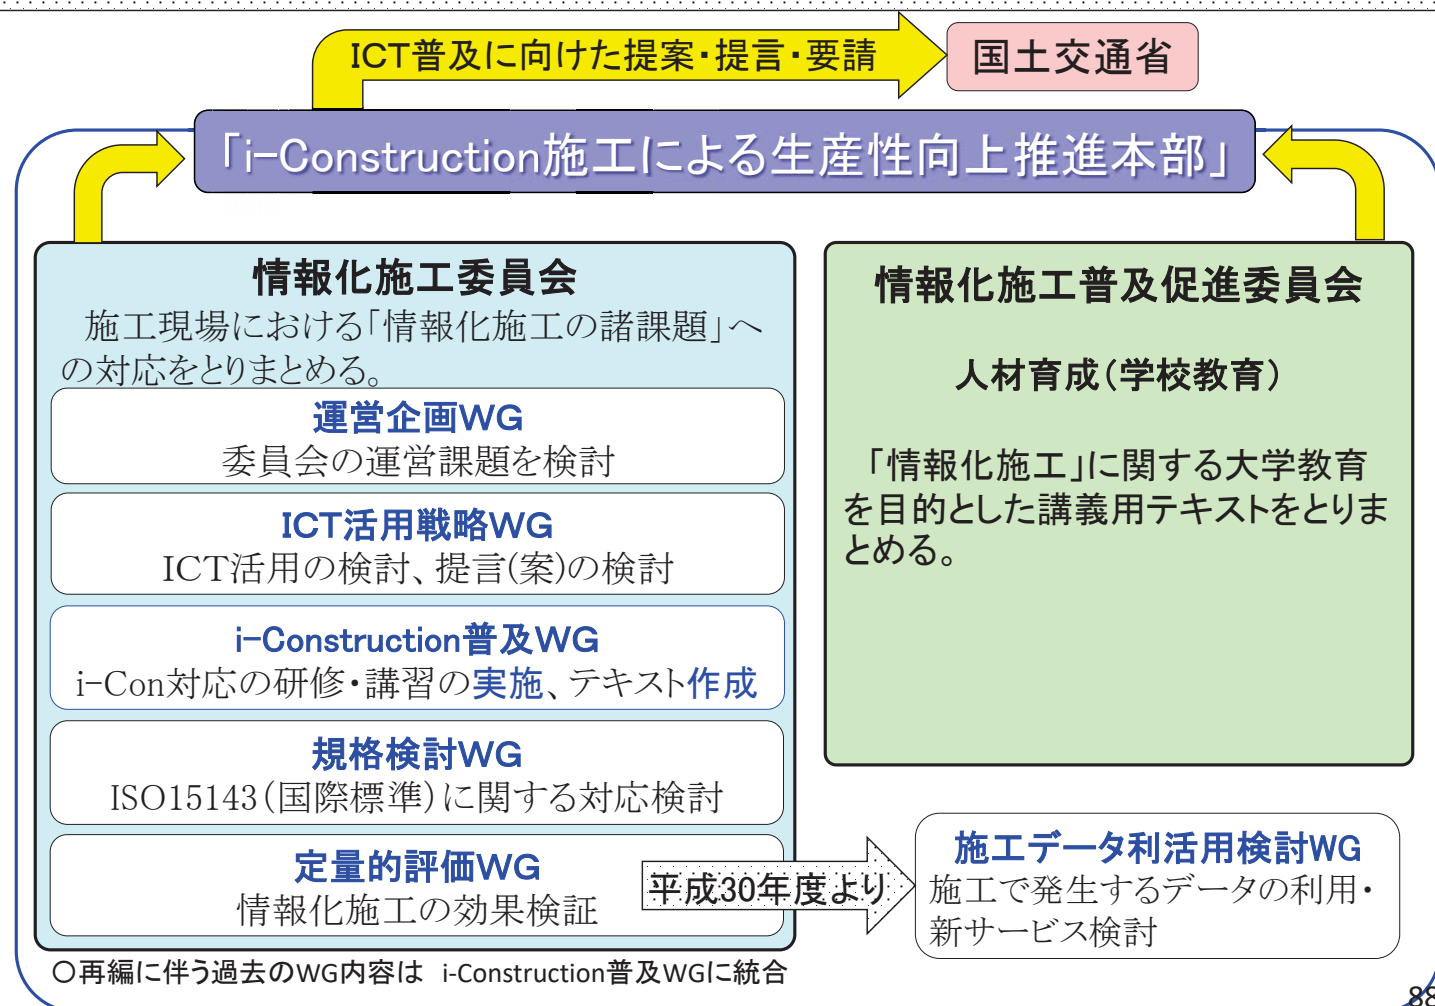 ICT普及に向けた提案・提言・要請
国土交通省
「i-Construction施工による生産性向上推進本部」
情報化施工委員会
施工現場における「情報化施工の諸課題」へ
の対応をとりまとめる。
運営企画WG
委員会の運営課題を検討
ICT活用戦略WG
ICT活用の検討、提言(案)の検討
i-Construction普及WG
i-Con対応の研修・講習の実施、テキスト作成
規格検討WG
ISO15143（国際標準）に関する対応検討
定量的評価WG
情報化施工の効果検証
平成30年度より
情報化施工普及促進委員会
人材育成（学校教育）
「情報化施工」に関する大学教育
を目的とした講義用テキストをとりま
とめる。
施工データ利活用検討WG
施工で発生するデータの利用・
新サービス検討
〇再編に伴う過去のWG内容は i-Construction普及WGに統合
88